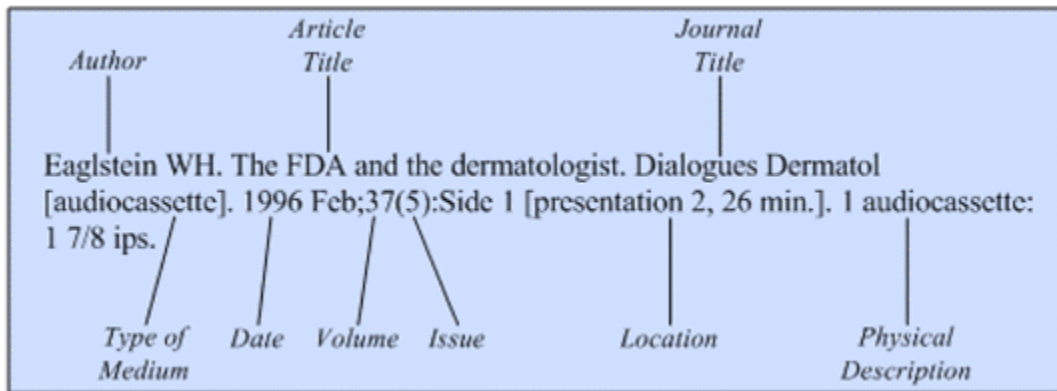 Author Article Title Journal Title
Eaglstein WH. The FDA and the dermatologist. Dialogues Dermatol
[audiocassette]. 1996 Feb;37(5):Side 1 [presentation 2, 26 min.]. 1 audiocassette:
1 7/8 ips.
Type of Medium Date Volume Issue Location Physical Description